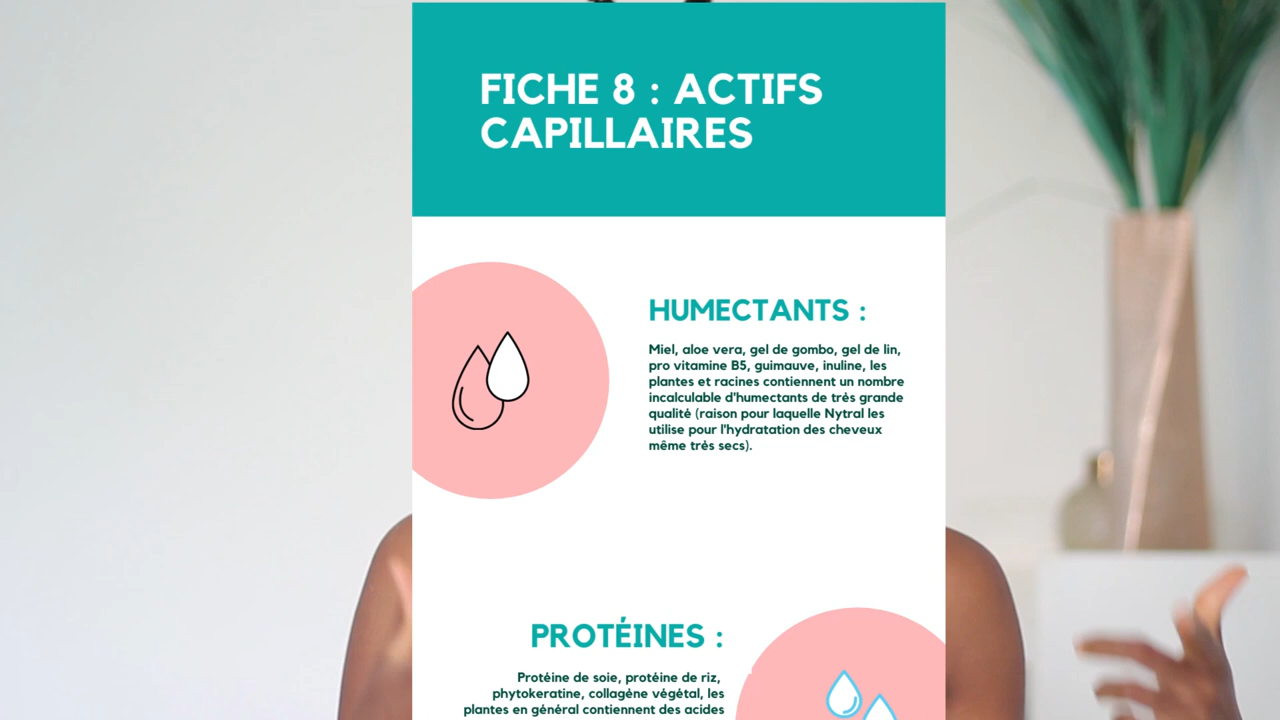 FICHE 8 : ACTIFS
CAPILLAIRES
HUMECTANTS :
Miel, aloe vera, gel de gombo, gel de lin,
pro vitamine B5, guimauve, inuline, les
plantes et racines contiennent un nombre
incalculable d'humectants de très grande
qualité (raison pour laquelle Nytral les
utilise pour l'hydratation des cheveux
même très secs).
PROTÉINES :
Protéine de soie, protéine de riz,
phytokeratine, collagéne végétal, les
plantes en général contiennent des acides